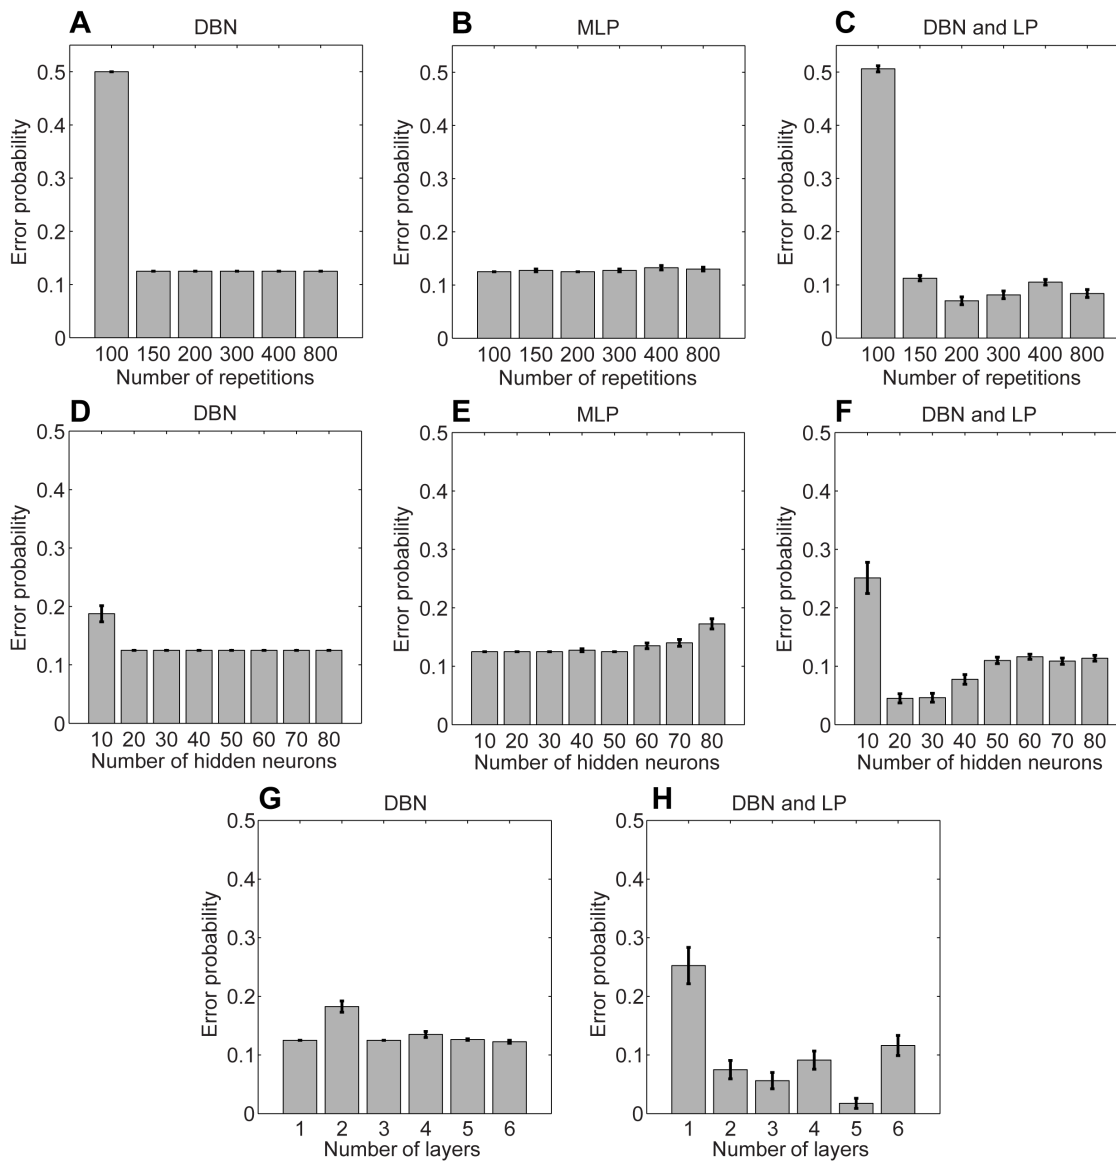 A DBN
0.5
0.4
0.3
0.2
0.1
0
Error probability
100 150 200 300 400 800
Number of repetitions
B MLP
0.5
0.4
0.3
0.2
0.1
0
Error probability
100 150 200 300 400 800
Number of repetitions
C DBN and LP
0.5
0.4
0.3
0.2
0.1
0
Error probability
100 150 200 300 400 800
Number of repetitions
D DBN
0.5
0.4
0.3
0.2
0.1
0
Error probability
10 20 30 40 50 60 70 80
Number of hidden neurons
E MLP
0.5
0.4
0.3
0.2
0.1
0
Error probability
10 20 30 40 50 60 70 80
Number of hidden neurons
F DBN and LP
0.5
0.4
0.3
0.2
0.1
0
Error probability
10 20 30 40 50 60 70 80
Number of hidden neurons
G DBN
0.5
0.4
0.3
0.2
0.1
0
Error probability
1 2 3 4 5 6
Number of layers
H DBN and LP
0.5
0.4
0.3
0.2
0.1
0
Error probability
1 2 3 4 5 6
Number of layers